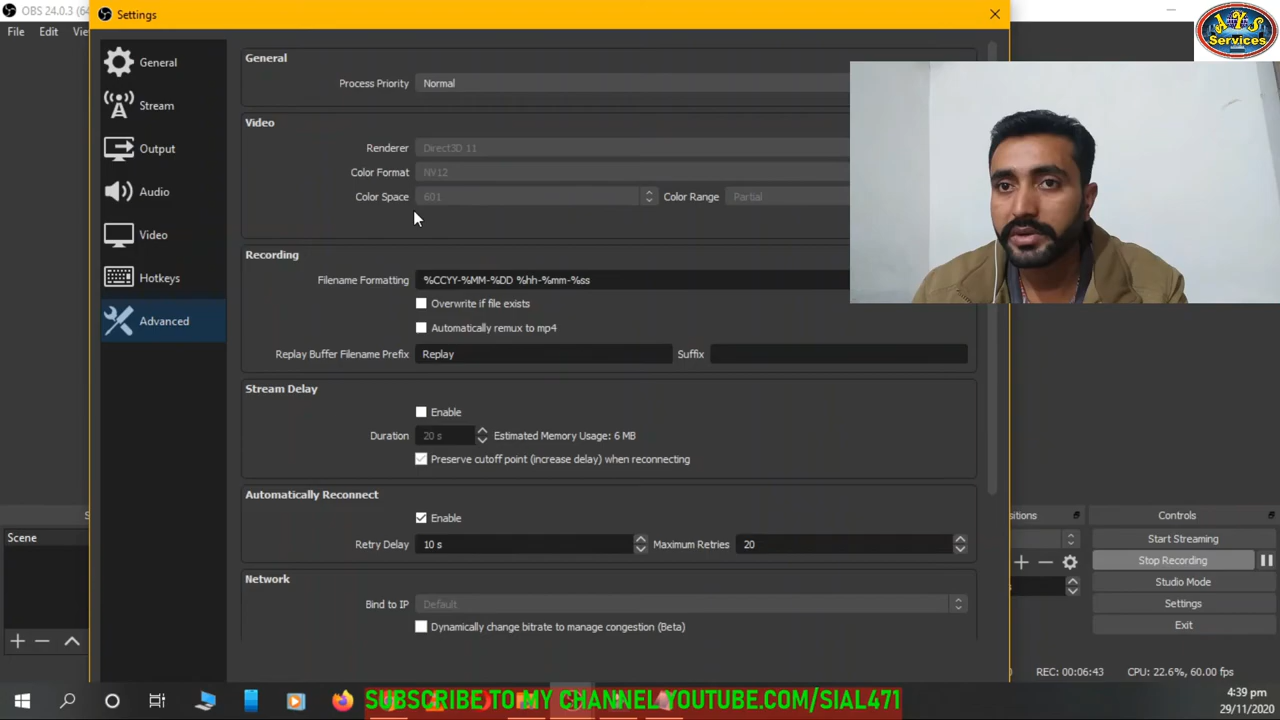 OBS 24.0.3 (64
Settings
File Edit Vie
AYS
Services
General
Stream
Output
Audio
Video
Hotkeys
Advanced
General
Process Priority Normal
Video
Renderer Direct3D 11
Color Format NV12
Color Space 601 Color Range Partial
Recording
Filename Formatting %CCYY-%MM-%DD %hh-%mm-%ss
Overwrite if file exists
Automatically remux to mp4
Replay Buffer Filename Prefix Replay Suffix
Stream Delay
Enable
Duration 20 s Estimated Memory Usage: 6 MB
Preserve cutoff point (increase delay) when reconnecting
Automatically Reconnect
Enable
Retry Delay 10 s Maximum Retries 20
Network
Bind to IP Default
Dynamically change bitrate to manage congestion (Beta)
Scene
sitions
Controls
Start Streaming
Stop Recording
Studio Mode
Settings
Exit
REC: 00:06:43 CPU: 22.6%, 60.00 fps
SUBSCRIBE TO MY CHANNEL YOUTUBE.COM/SIAL471
4:39 pm
29/11/2020